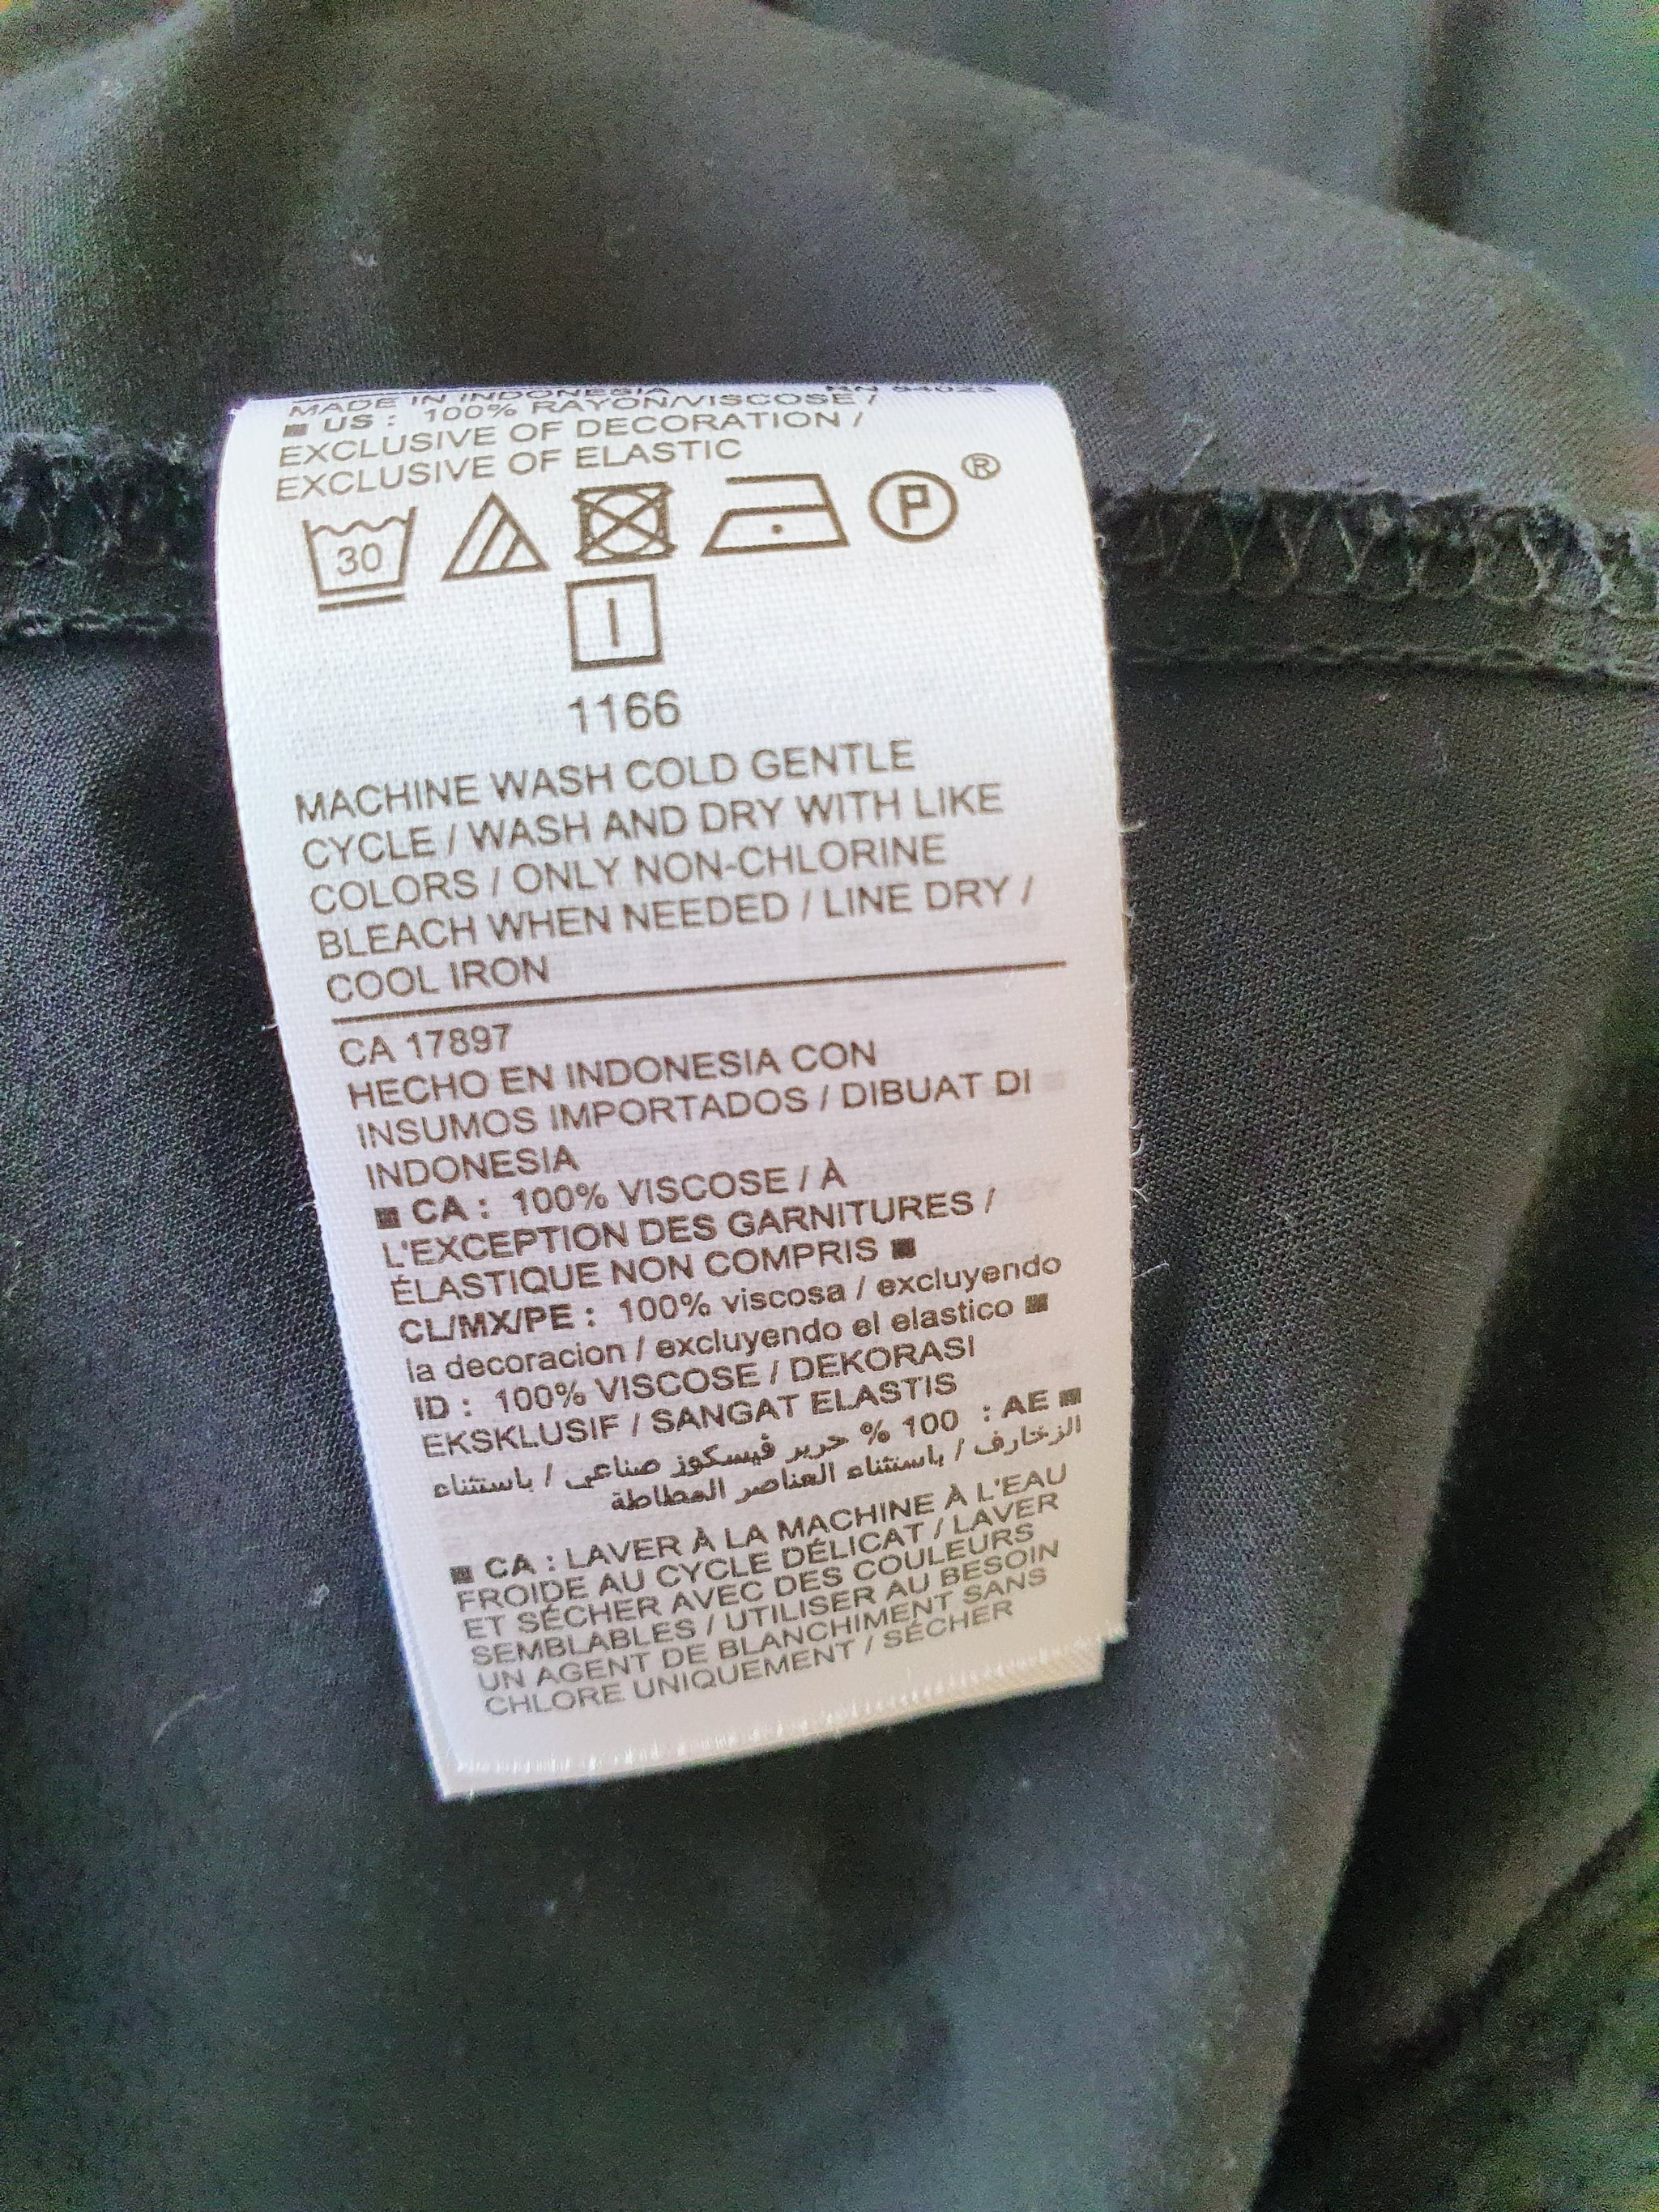 MADE IN INDONESIA RN 54023
■ US : 100% RAYON/VISCOSE /
EXCLUSIVE OF DECORATION /
EXCLUSIVE OF ELASTIC
30 P ®
1166
MACHINE WASH COLD GENTLE
CYCLE / WASH AND DRY WITH LIKE
COLORS / ONLY NON-CHLORINE
BLEACH WHEN NEEDED / LINE DRY /
COOL IRON
CA 17897
HECHO EN INDONESIA CON
INSUMOS IMPORTADOS / DIBUAT DI
INDONESIA
■ CA : 100% VISCOSE / À
L'EXCEPTION DES GARNITURES /
ÉLASTIQUE NON COMPRIS ■
CL/MX/PE : 100% viscosa / excluyendo
la decoracion / excluyendo el elastico ■
ID : 100% VISCOSE / DEKORASI
EKSKLUSIF / SANGAT ELASTIS
■ AE : 100 % حرير فيسكوز صناعي / باستثناء
الزخارف / باستثناء العناصر المطاطة
■ CA : LAVER À LA MACHINE À L'EAU
FROIDE AU CYCLE DÉLICAT / LAVER
ET SÉCHER AVEC DES COULEURS
SEMBLABLES / UTILISER AU BESOIN
UN AGENT DE BLANCHIMENT SANS
CHLORE UNIQUEMENT / SÉCHER